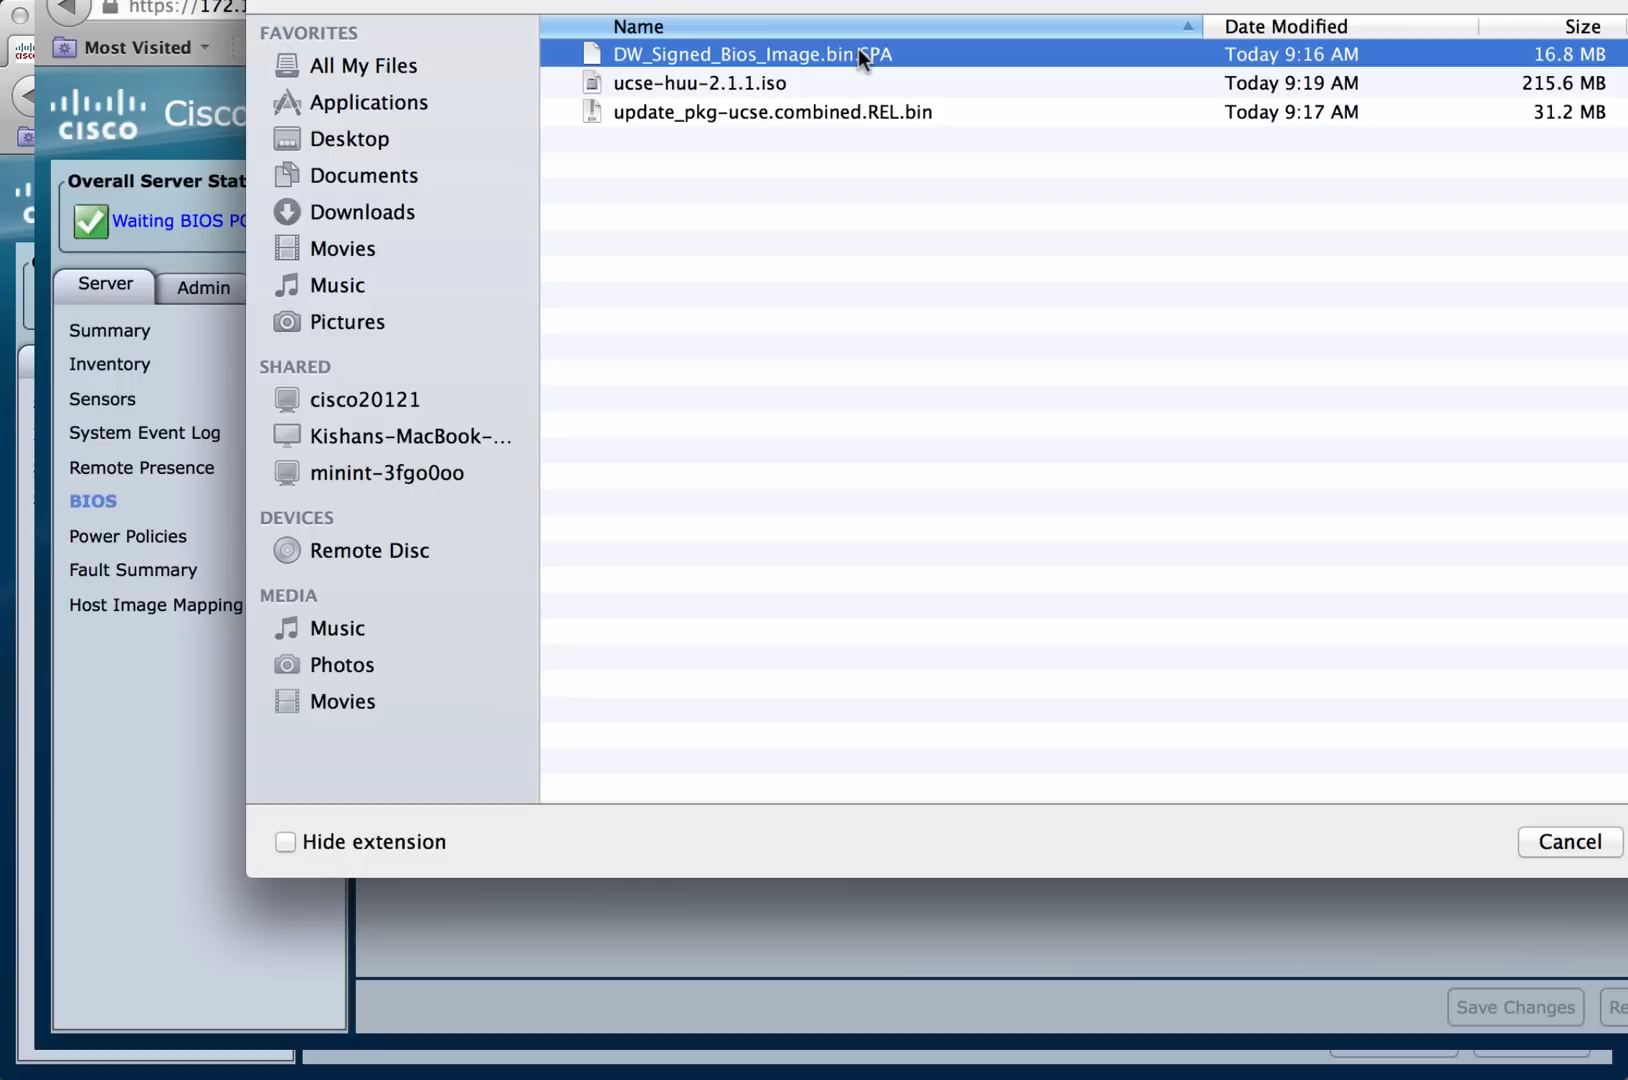 https://172.1
Most Visited
cisco
Cisco
Overall Server Stat
Waiting BIOS PO
Server
Admin
Summary
Inventory
Sensors
System Event Log
Remote Presence
BIOS
Power Policies
Fault Summary
Host Image Mapping
FAVORITES
All My Files
Applications
Desktop
Documents
Downloads
Movies
Music
Pictures
SHARED
cisco20121
Kishans-MacBook-...
minint-3fgo0oo
DEVICES
Remote Disc
MEDIA
Music
Photos
Movies
Name Date Modified Size
DW_Signed_Bios_Image.bin.SPA Today 9:16 AM 16.8 MB
ucse-huu-2.1.1.iso Today 9:19 AM 215.6 MB
update_pkg-ucse.combined.REL.bin Today 9:17 AM 31.2 MB
Hide extension
Cancel
Save Changes
Re